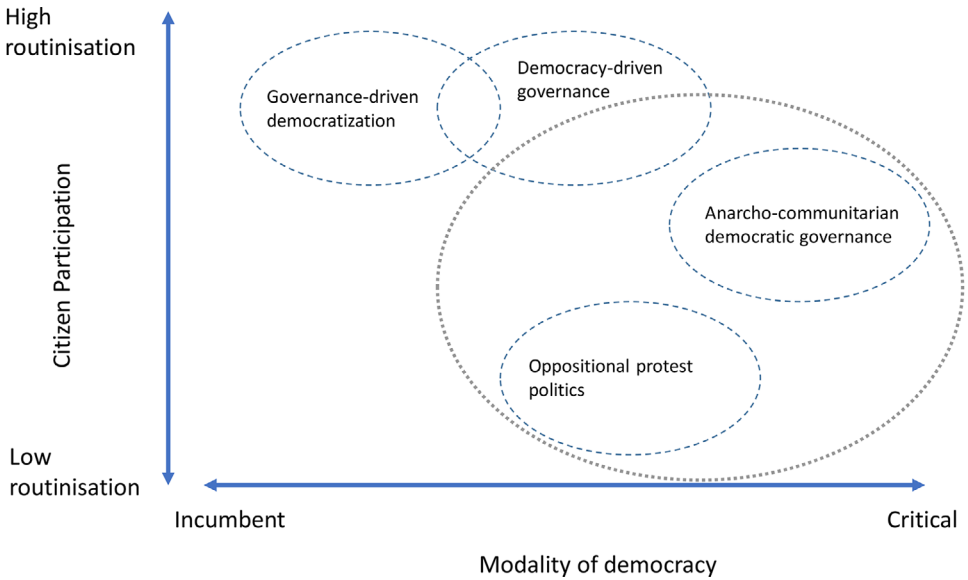 High
routinisation
Governance-driven
democratization
Democracy-driven
governance
Citizen Participation
Anarcho-communitarian
democratic governance
Oppositional protest
politics
Low
routinisation
Incumbent
Critical
Modality of democracy